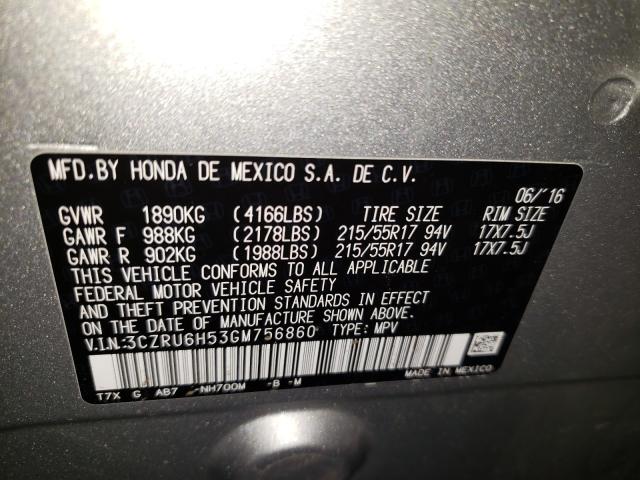 MFD.BY HONDA DE MEXICO S.A. DE C.V.
06/'16
GVWR 1890KG (4166LBS) TIRE SIZE RIM SIZE
GAWR F 988KG (2178LBS) 215/55R17 94V 17X7.5J
GAWR R 902KG (1988LBS) 215/55R17 94V 17X7.5J
THIS VEHICLE CONFORMS TO ALL APPLICABLE
FEDERAL MOTOR VEHICLE SAFETY
AND THEFT PREVENTION STANDARDS IN EFFECT
ON THE DATE OF MANUFACTURE SHOWN ABOVE.
V.I.N:3CZRU6H53GM756860 TYPE: MPV
T7X G AB7 NH700M -B -M MADE IN MEXICO